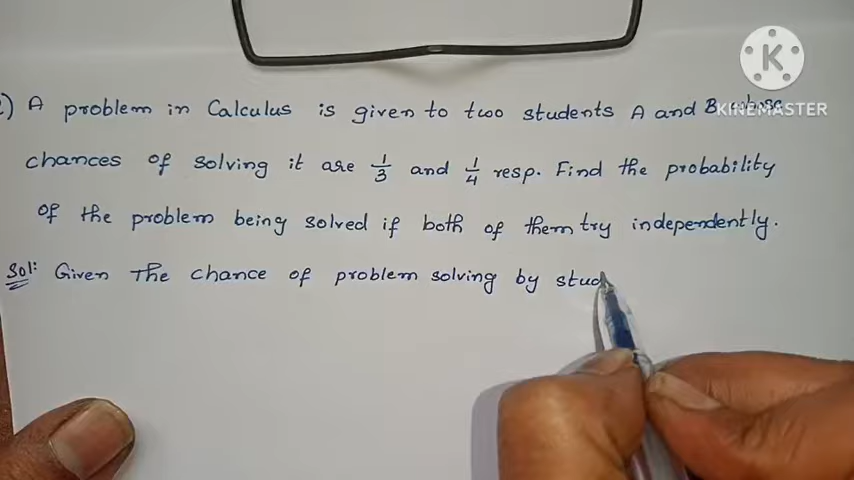 ) A problem in Calculus is given to two students A and B whose
KINEMASTER
chances of solving it are 1/3 and 1/4 resp. Find the probability
of the problem being solved if both of them try independently.
Sol: Given The chance of problem solving by stud